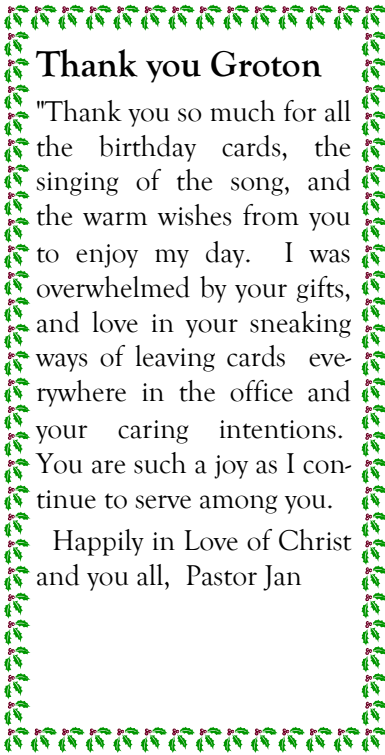 Thank you Groton
"Thank you so much for all
the birthday cards, the
singing of the song, and
the warm wishes from you
to enjoy my day. I was
overwhelmed by your gifts,
and love in your sneaking
ways of leaving cards eve-
rywhere in the office and
your caring intentions.
You are such a joy as I con-
tinue to serve among you.
Happily in Love of Christ
and you all, Pastor Jan